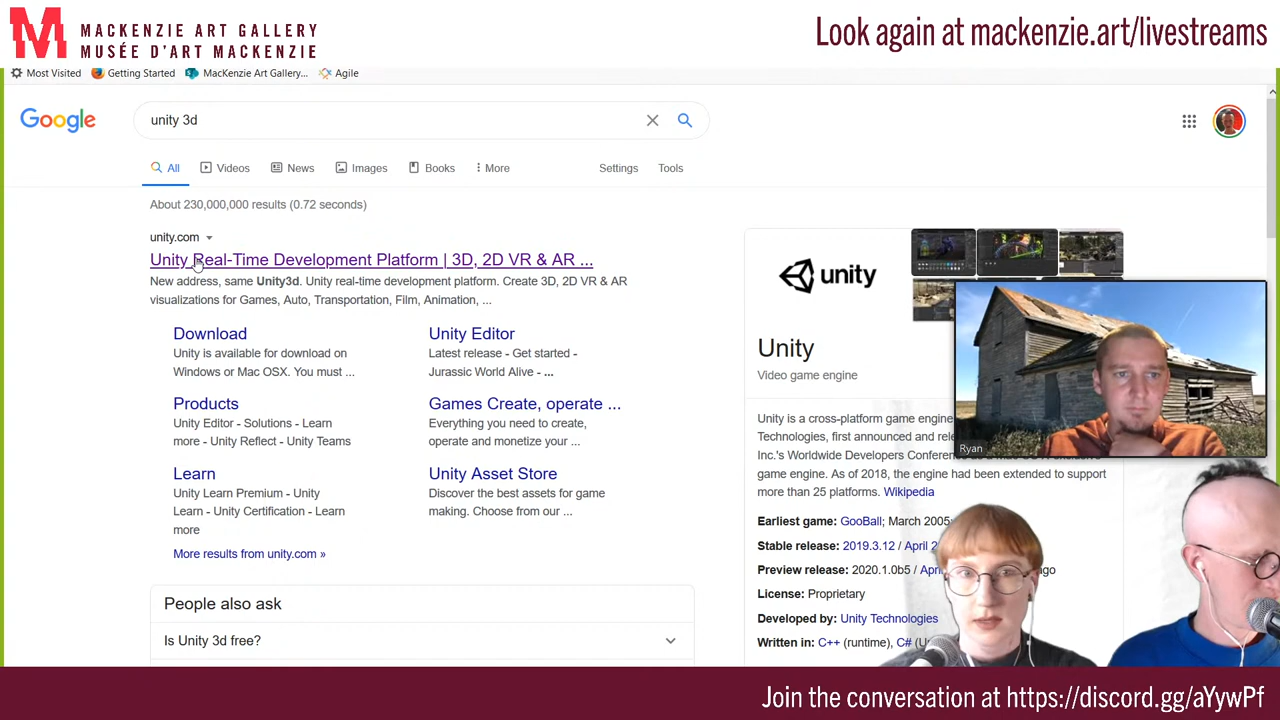 MACKENZIE ART GALLERY
MUSÉE D'ART MACKENZIE
Look again at mackenzie.art/livestreams
Most Visited Getting Started MacKenzie Art Gallery... Agile
Google
unity 3d
All Videos News Images Books More Settings Tools
About 230,000,000 results (0.72 seconds)
unity.com
Unity Real-Time Development Platform | 3D, 2D VR & AR ...
New address, same Unity3d. Unity real-time development platform. Create 3D, 2D VR & AR
visualizations for Games, Auto, Transportation, Film, Animation, ...
Download
Unity is available for download on
Windows or Mac OSX. You must ...
Unity Editor
Latest release - Get started -
Jurassic World Alive - ...
Products
Unity Editor - Solutions - Learn
more - Unity Reflect - Unity Teams
Games Create, operate ...
Everything you need to create,
operate and monetize your ...
Learn
Unity Learn Premium - Unity
Learn - Unity Certification - Learn
more
Unity Asset Store
Discover the best assets for game
making. Choose from our ...
More results from unity.com »
People also ask
Is Unity 3d free?
unity
Unity
Video game engine
Unity is a cross-platform game engine
Technologies, first announced and
Inc.'s Worldwide Developers
game engine. As of 2018, the engine had been extended to support
more than 25 platforms. Wikipedia
Earliest game: GooBall; March 2005
Stable release: 2019.3.12 / April
Preview release: 2020.1.0b5 / ago
License: Proprietary
Developed by: Unity Technologies
Written in: C++ (runtime), C#
Ryan
Join the conversation at https://discord.gg/aYywPf